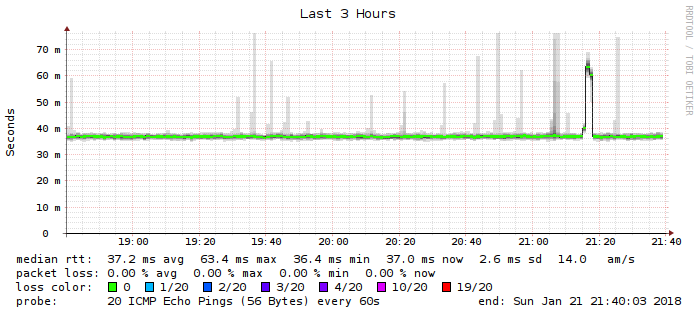 Last 3 Hours
RRDTOOL / TOBI OETIKER
Seconds
70 m
60 m
50 m
40 m
30 m
20 m
10 m
0
19:00 19:20 19:40 20:00 20:20 20:40 21:00 21:20 21:40
median rtt: 37.2 ms avg 63.4 ms max 36.4 ms min 37.0 ms now 2.6 ms sd 14.0 am/s
packet loss: 0.00 % avg 0.00 % max 0.00 % min 0.00 % now
loss color: 0 1/20 2/20 3/20 4/20 10/20 19/20
probe: 20 ICMP Echo Pings (56 Bytes) every 60s end: Sun Jan 21 21:40:03 2018